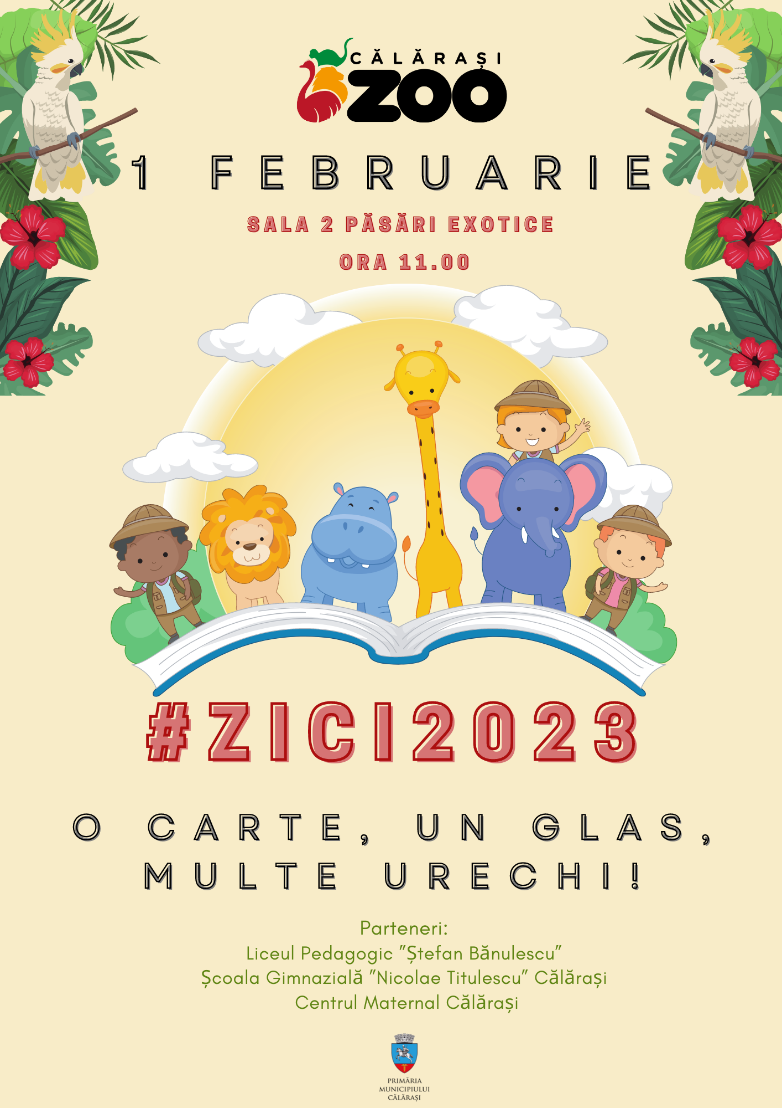 CĂLĂRAȘI
ZOO
1 FEBRUARIE
SALA 2 PĂSĂRI EXOTICE
ORA 11.00
#ZICI2023
O CARTE, UN GLAS,
MULTE URECHI!
Parteneri:
Liceul Pedagogic ”Ștefan Bănulescu”
Școala Gimnazială ”Nicolae Titulescu” Călărași
Centrul Maternal Călărași
PRIMĂRIA
MUNICIPIULUI
CĂLĂRAȘI